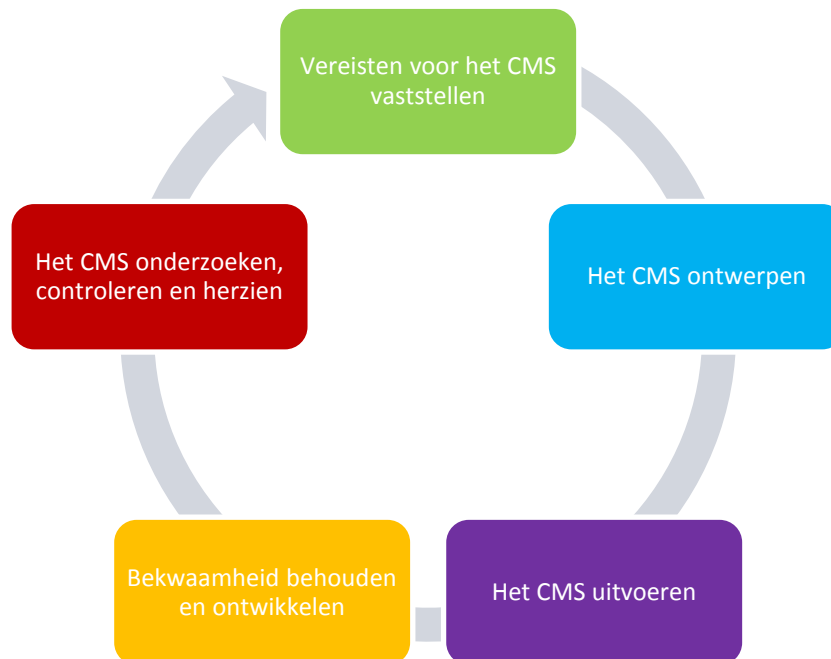 Vereisten voor het CMS
vaststellen
Het CMS ontwerpen
Het CMS uitvoeren
Bekwaamheid behouden
en ontwikkelen
Het CMS onderzoeken,
controleren en herzien